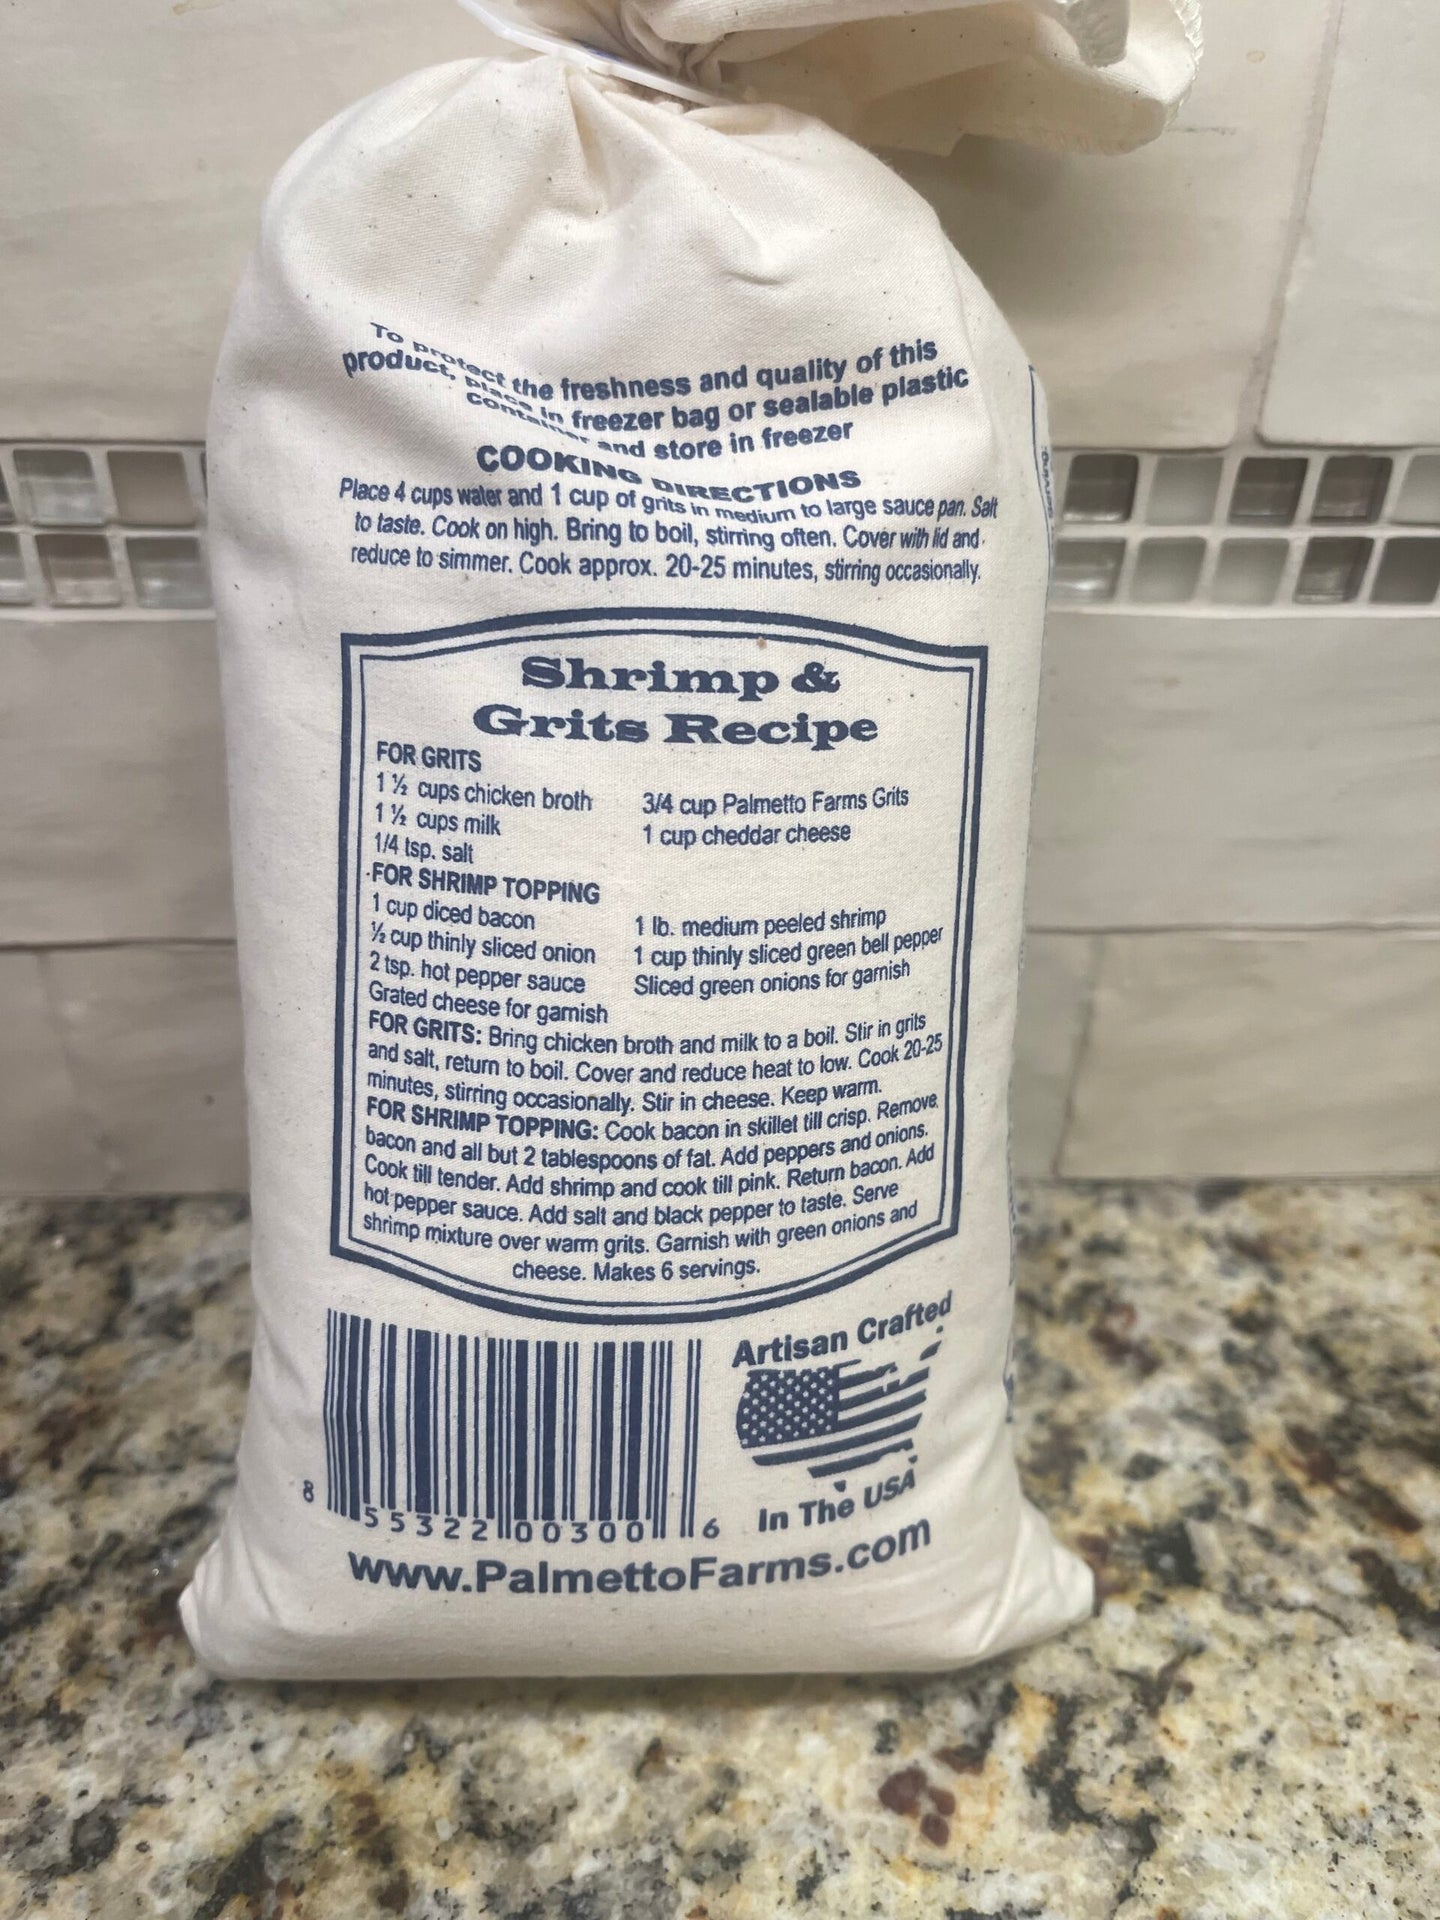 To protect the freshness and quality of this
product, place in freezer bag or sealable plastic
container and store in freezer
COOKING DIRECTIONS
Place 4 cups water and 1 cup of grits in medium to large sauce pan. Salt
to taste. Cook on high. Bring to boil, stirring often. Cover with lid and
reduce to simmer. Cook approx. 20-25 minutes, stirring occasionally.
Shrimp &
Grits Recipe
FOR GRITS
1 ½ cups chicken broth 3/4 cup Palmetto Farms Grits
1 ½ cups milk 1 cup cheddar cheese
1/4 tsp. salt
FOR SHRIMP TOPPING
1 cup diced bacon 1 lb. medium peeled shrimp
½ cup thinly sliced onion 1 cup thinly sliced green bell pepper
2 tsp. hot pepper sauce Sliced green onions for garnish
Grated cheese for garnish
FOR GRITS: Bring chicken broth and milk to a boil. Stir in grits
and salt, return to boil. Cover and reduce heat to low. Cook 20-25
minutes, stirring occasionally. Stir in cheese. Keep warm.
FOR SHRIMP TOPPING: Cook bacon in skillet till crisp. Remove
bacon and all but 2 tablespoons of fat. Add peppers and onions.
Cook till tender. Add shrimp and cook till pink. Return bacon. Add
hot pepper sauce. Add salt and black pepper to taste. Serve
shrimp mixture over warm grits. Garnish with green onions and
cheese. Makes 6 servings.
Artisan Crafted
In The USA
8 55322 00300 6
www.PalmettoFarms.com